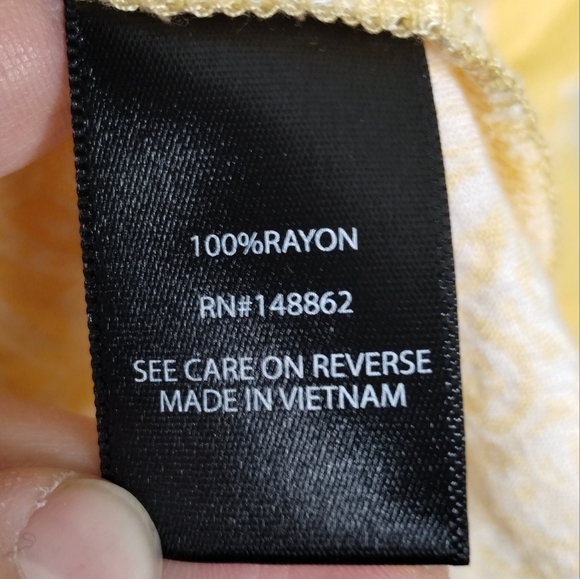 100%RAYON
RN#148862
SEE CARE ON REVERSE
MADE IN VIETNAM